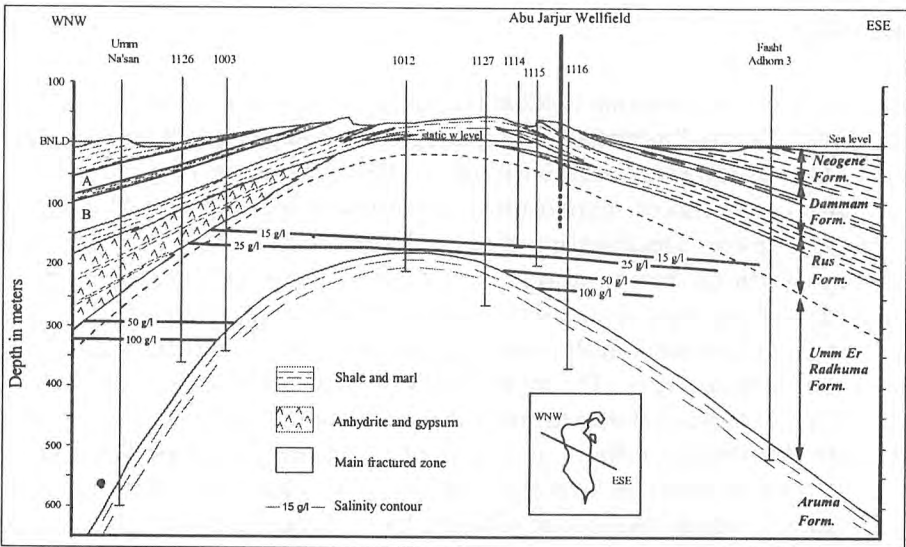 Abu Jarjur Wellfield
WNW
ESE
Umm
Na'san
1126
1003
1012
1127
1114
1115
1116
Fasht
Adhom 3
100
BNLD
100
200
300
400
500
600
Depth in meters
static w level
Sea level
A
B
Neogene
Form.
Dammam
Form.
Rus
Form.
Umm Er
Radhuma
Form.
Aruma
Form.
15 g/l
25 g/l
15 g/l
25 g/l
50 g/l
100 g/l
50 g/l
100 g/l
Shale and marl
Anhydrite and gypsum
Main fractured zone
15 g/l
Salinity contour
WNW
ESE